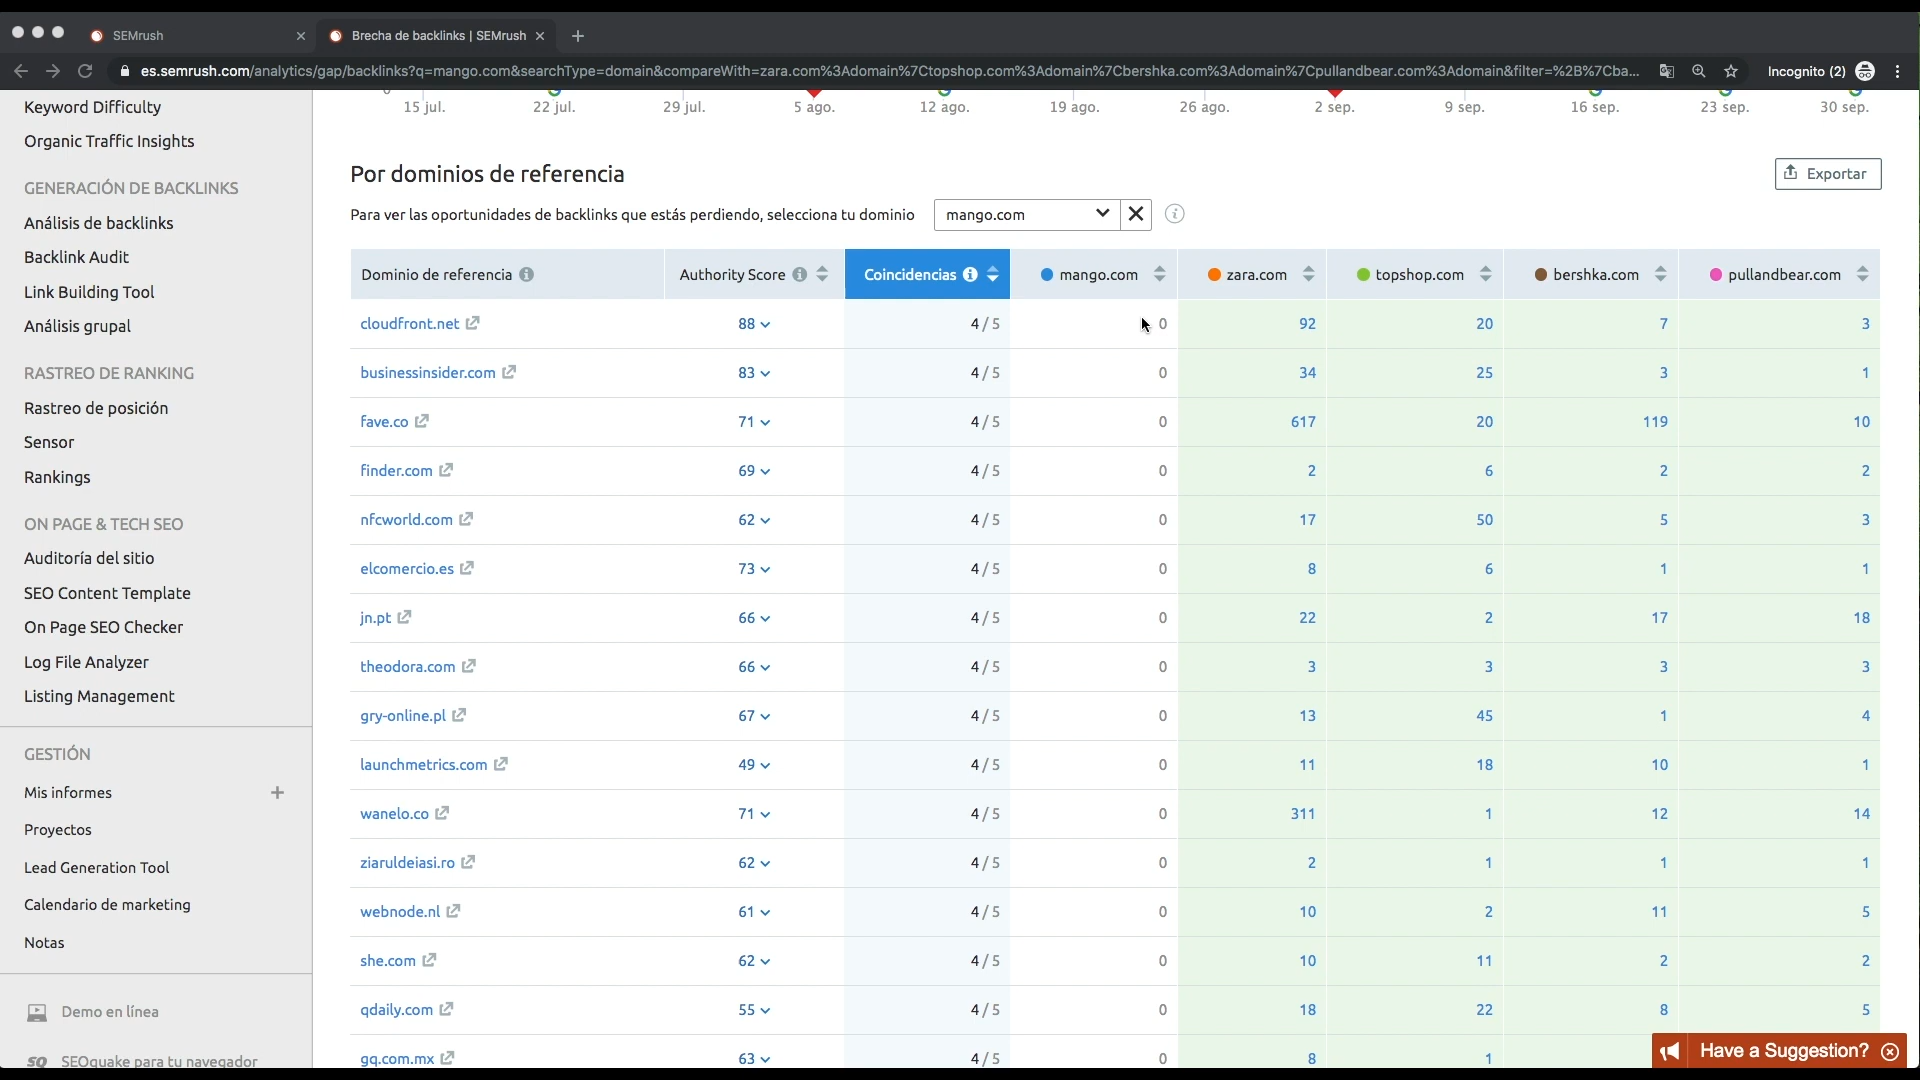 SEMrush
Brecha de backlinks | SEMrush
es.semrush.com/analytics/gap/backlinks?q=mango.com&searchType=domain&compareWith=zara.com%3Adomain%7Ctopshop.com%3Adomain%7Cbershka.com%3Adomain%7Cpullandbear.com%3Adomain&filter=%2B%7Cba...
Incognito (2)
Keyword Difficulty
Organic Traffic Insights
GENERACIÓN DE BACKLINKS
Análisis de backlinks
Backlink Audit
Link Building Tool
Análisis grupal
RASTREO DE RANKING
Rastreo de posición
Sensor
Rankings
ON PAGE & TECH SEO
Auditoría del sitio
SEO Content Template
On Page SEO Checker
Log File Analyzer
Listing Management
GESTIÓN
Mis informes +
Proyectos
Lead Generation Tool
Calendario de marketing
Notas
Demo en línea
SEOquake para tu navegador
0
15 jul. 22 jul. 29 jul. 5 ago. 12 ago. 19 ago. 26 ago. 2 sep. 9 sep. 16 sep. 23 sep. 30 sep.
Por dominios de referencia
Exportar
Para ver las oportunidades de backlinks que estás perdiendo, selecciona tu dominio mango.com
Dominio de referencia Authority Score Coincidencias mango.com zara.com topshop.com bershka.com pullandbear.com
cloudfront.net 88 4 / 5 0 92 20 7 3
businessinsider.com 83 4 / 5 0 34 25 3 1
fave.co 71 4 / 5 0 617 20 119 10
finder.com 69 4 / 5 0 2 6 2 2
nfcworld.com 62 4 / 5 0 17 50 5 3
elcomercio.es 73 4 / 5 0 8 6 1 1
jn.pt 66 4 / 5 0 22 2 17 18
theodora.com 66 4 / 5 0 3 3 3 3
gry-online.pl 67 4 / 5 0 13 45 1 4
launchmetrics.com 49 4 / 5 0 11 18 10 1
wanelo.co 71 4 / 5 0 311 1 12 14
ziaruldeiasi.ro 62 4 / 5 0 2 1 1 1
webnode.nl 61 4 / 5 0 10 2 11 5
she.com 62 4 / 5 0 10 11 2 2
qdaily.com 55 4 / 5 0 18 22 8 5
gq.com.mx 63 4 / 5 0 8 1
Have a Suggestion?